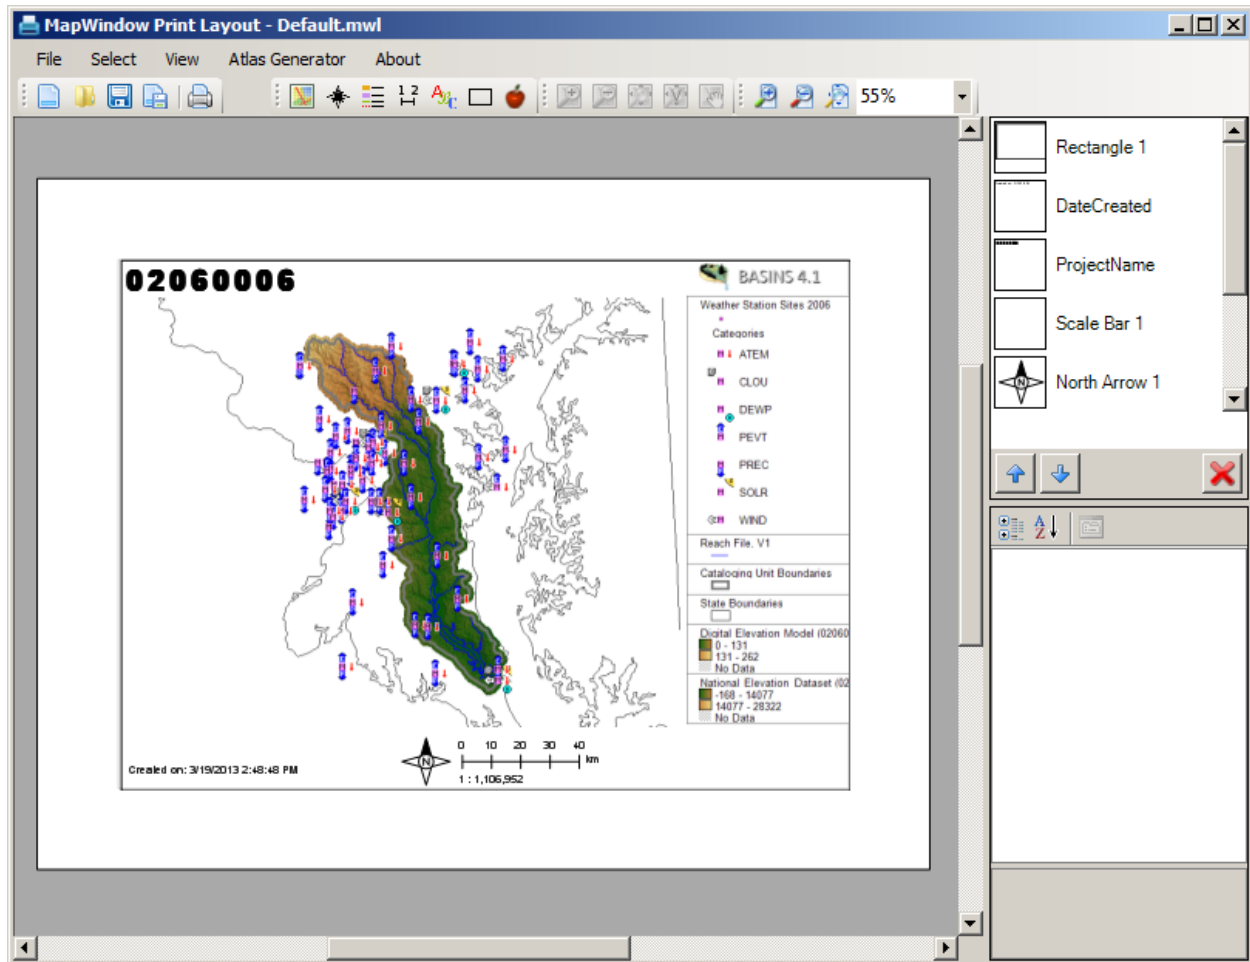 MapWindow Print Layout - Default.mwl
File Select View Atlas Generator About
55%
02060006
BASINS 4.1
Weather Station Sites 2006
Categories
ATEM
CLOU
DEWP
PEVT
PREC
SOLR
WIND
Reach File, V1
Cataloging Unit Boundaries
State Boundaries
Digital Elevation Model (02060
0 - 131
131 - 262
No Data
National Elevation Dataset (02
-168 - 14077
14077 - 28322
No Data
Created on: 3/19/2013 2:48:48 PM
N
0 10 20 30 40
km
1 : 1,106,952
Rectangle 1
DateCreated
ProjectName
Scale Bar 1
N
North Arrow 1